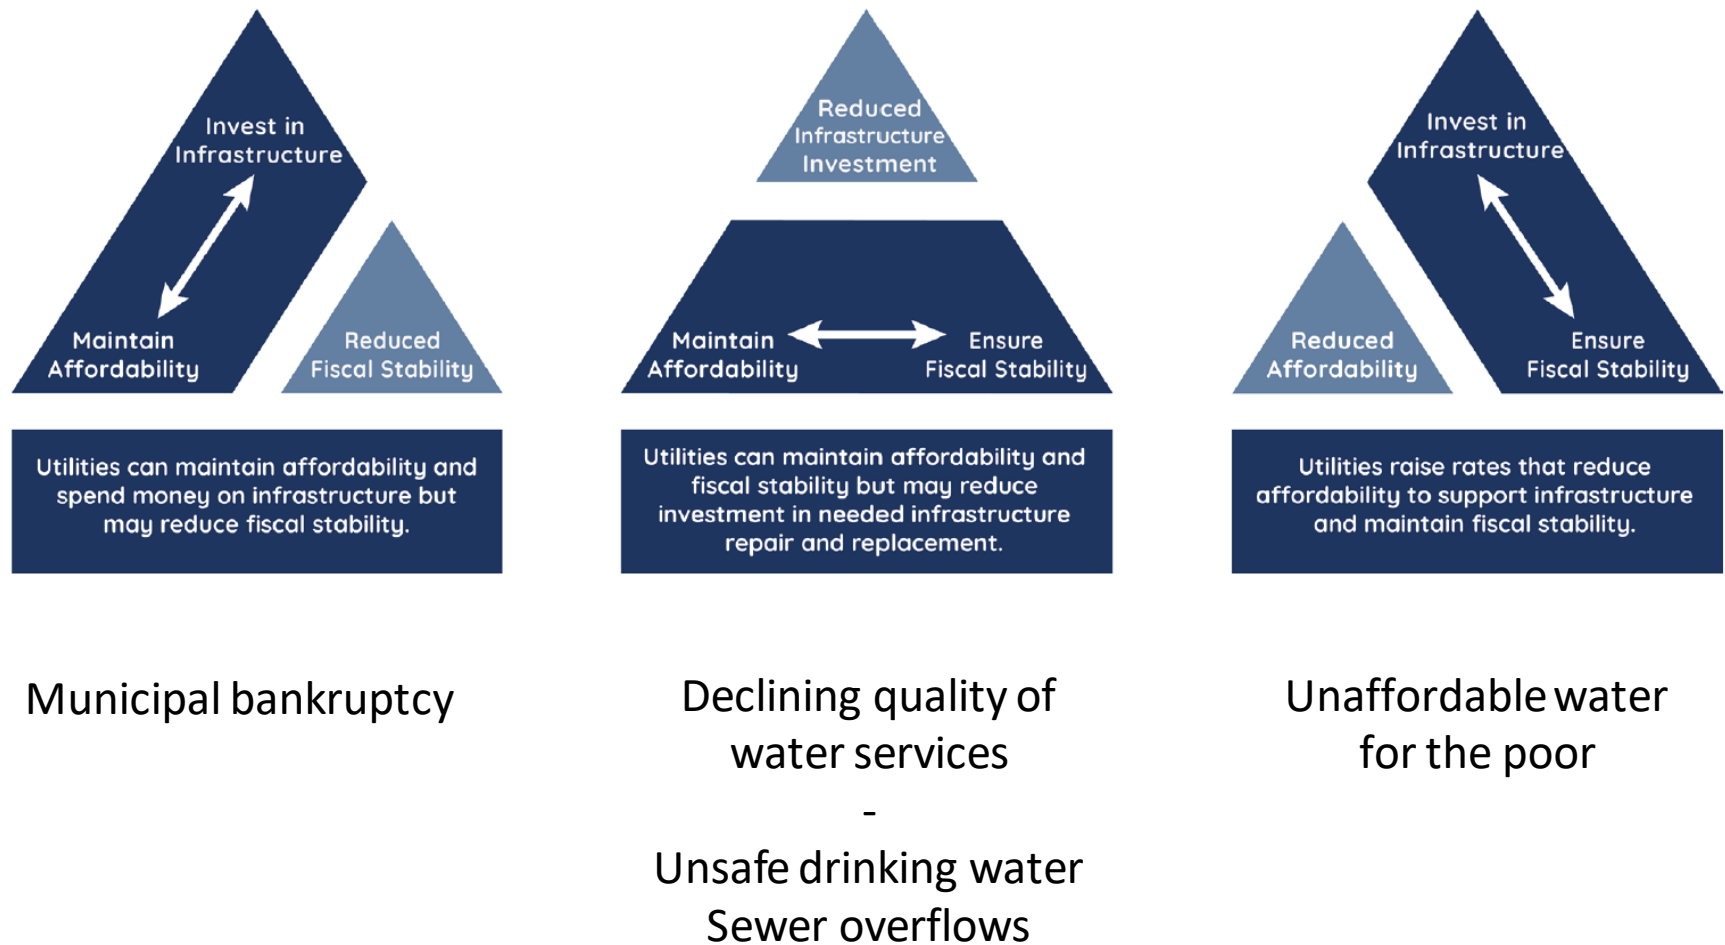 Invest in
Infrastructure
Maintain
Affordability
Reduced
Fiscal Stability
Utilities can maintain affordability and
spend money on infrastructure but
may reduce fiscal stability.
Municipal bankruptcy
Reduced
Infrastructure
Investment
Maintain
Affordability
Ensure
Fiscal Stability
Utilities can maintain affordability and
fiscal stability but may reduce
investment in needed infrastructure
repair and replacement.
Declining quality of
water services
-
Unsafe drinking water
Sewer overflows
Invest in
Infrastructure
Reduced
Affordability
Ensure
Fiscal Stability
Utilities raise rates that reduce
affordability to support infrastructure
and maintain fiscal stability.
Unaffordable water
for the poor